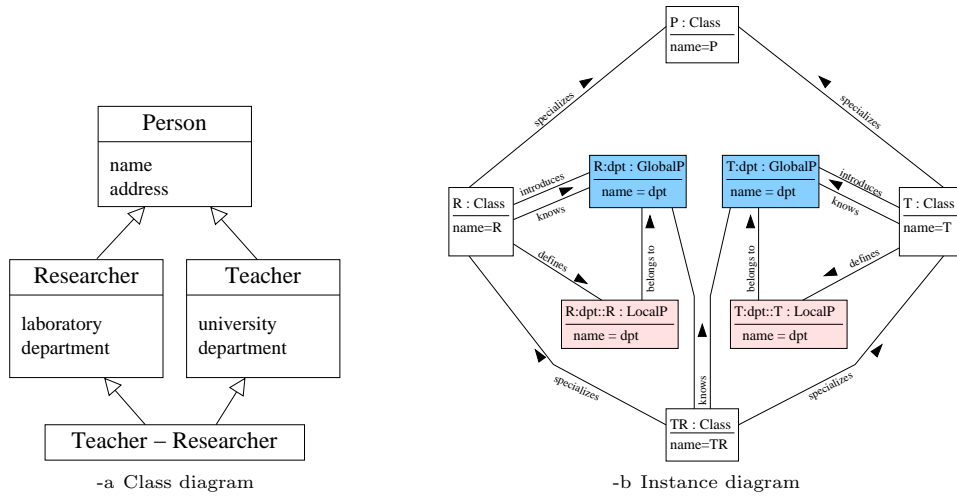 Person
name
address
Researcher
laboratory
department
Teacher
university
department
Teacher – Researcher
-a Class diagram
P : Class
name=P
specializes
specializes
R:dpt : GlobalP
name = dpt
T:dpt : GlobalP
name = dpt
introduces
knows
introduces
knows
R : Class
name=R
T : Class
name=T
belongs to
belongs to
defines
defines
R:dpt::R : LocalP
name = dpt
T:dpt::T : LocalP
name = dpt
knows
specializes
specializes
TR : Class
name=TR
-b Instance diagram